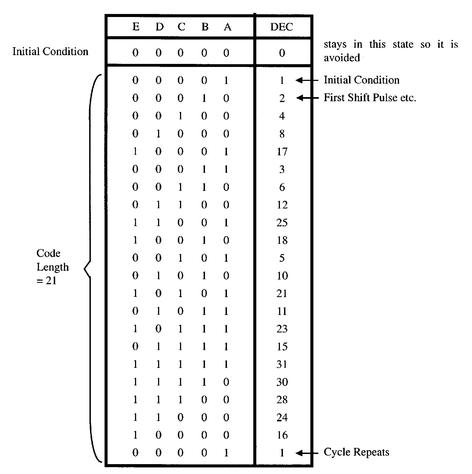 E D C B A DEC
Initial Condition 0 0 0 0 0 0 stays in this state so it is
avoided
0 0 0 0 1 1 Initial Condition
0 0 0 1 0 2 First Shift Pulse etc.
0 0 1 0 0 4
0 1 0 0 0 8
1 0 0 0 1 17
0 0 0 1 1 3
0 0 1 1 0 6
0 1 1 0 0 12
1 1 0 0 1 25
1 0 0 1 0 18
0 0 1 0 1 5
0 1 0 1 0 10
Code
Length
= 21
1 0 1 0 1 21
0 1 0 1 1 11
1 0 1 1 1 23
0 1 1 1 1 15
1 1 1 1 1 31
1 1 1 1 0 30
1 1 1 0 0 28
1 1 0 0 0 24
1 0 0 0 0 16
0 0 0 0 1 1 Cycle Repeats